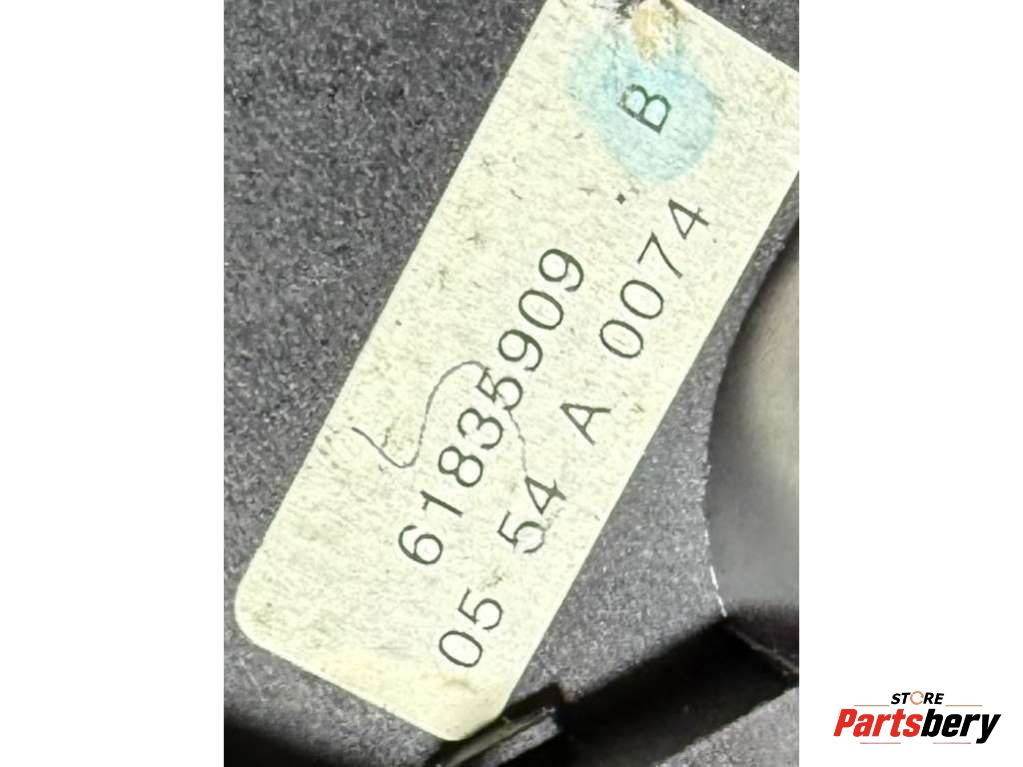 61835909 . B
05 54 A 0074
STORE
Partsbery